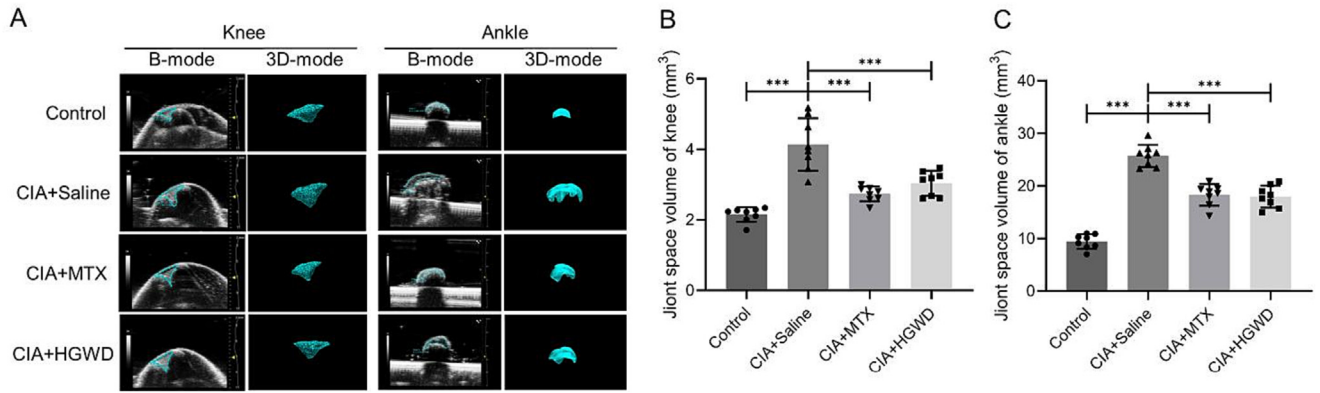 A
Knee
Ankle
B-mode
3D-mode
B-mode
3D-mode
Control
CIA+Saline
CIA+MTX
CIA+HGWD
B
Jiont space volume of knee (mm³)
6
4
2
0
***
***
***
Control
CIA+Saline
CIA+MTX
CIA+HGWD
C
Jiont space volume of ankle (mm³)
40
30
20
10
0
***
***
***
Control
CIA+Saline
CIA+MTX
CIA+HGWD